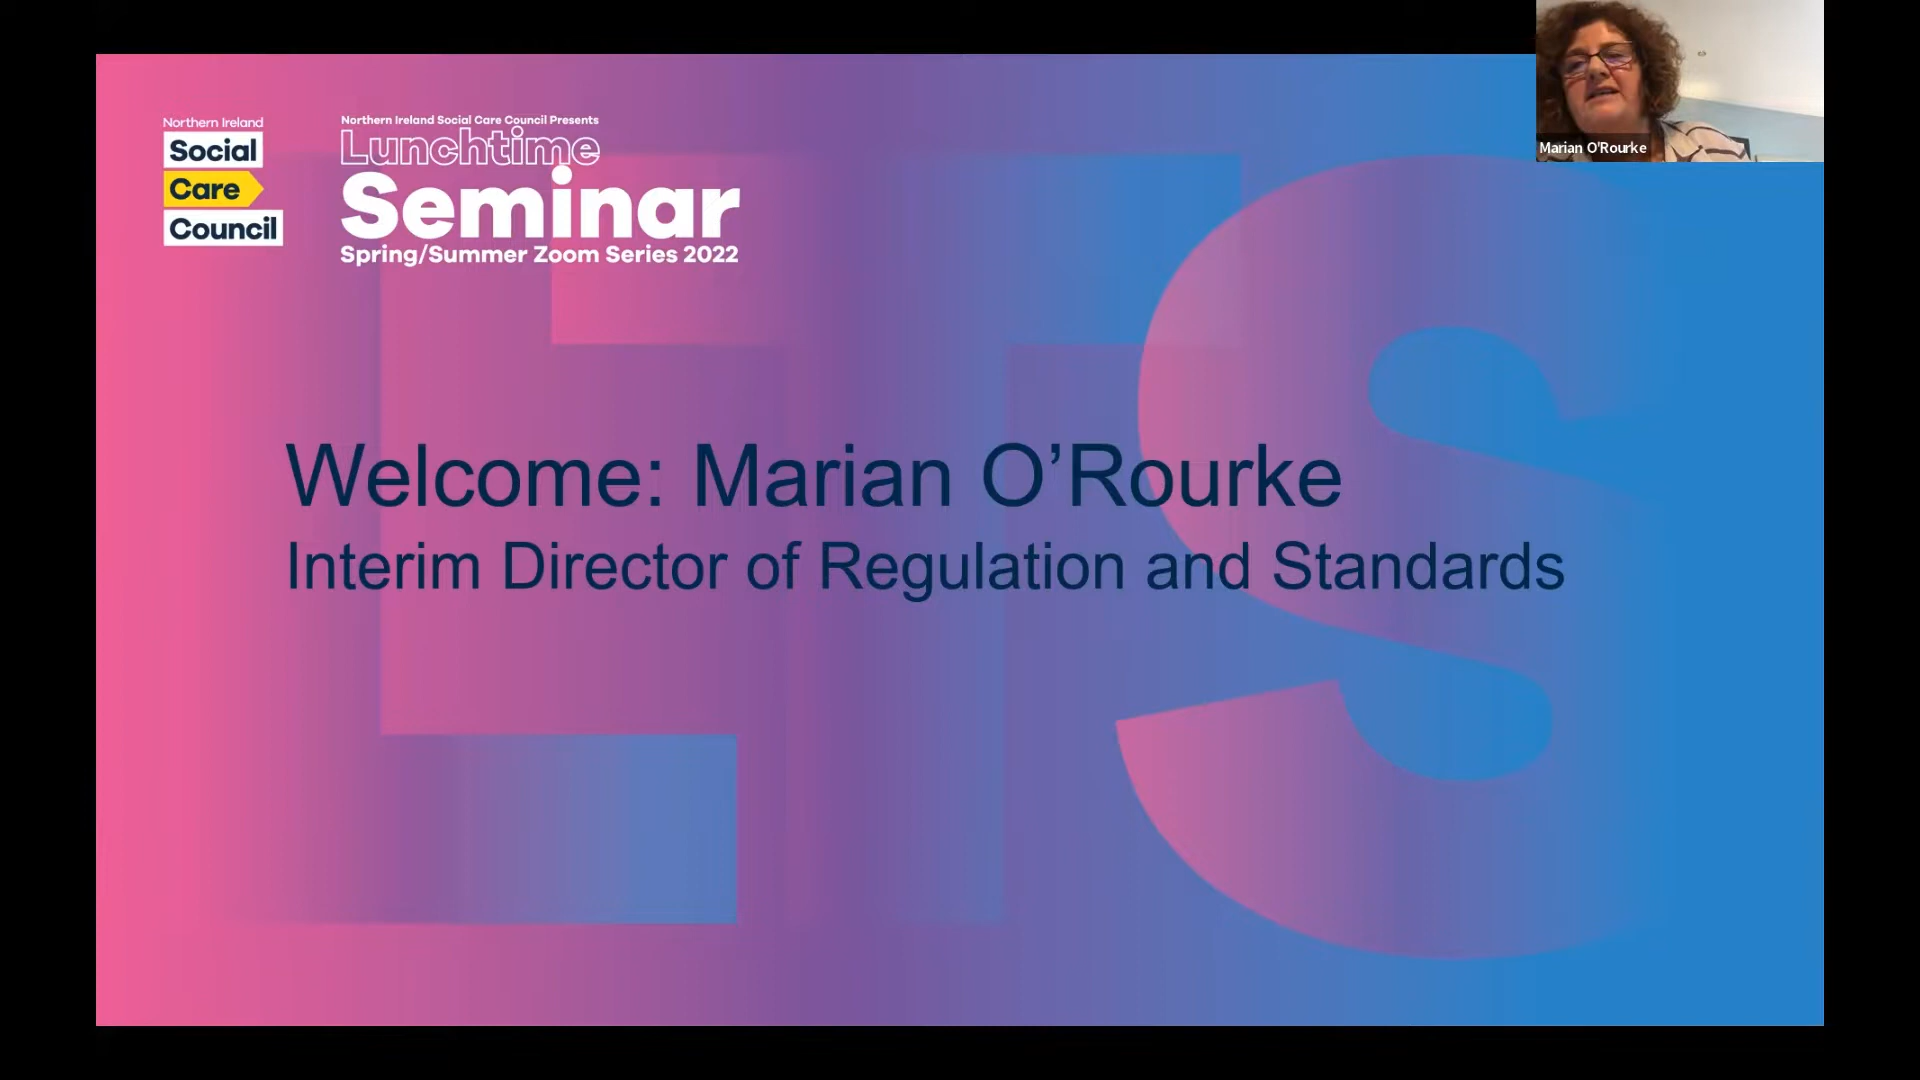 Northern Ireland
Social
Care
Council
Northern Ireland Social Care Council Presents
Lunchtime
Seminar
Spring/Summer Zoom Series 2022
Marian O'Rourke
LTS
Welcome: Marian O’Rourke
Interim Director of Regulation and Standards